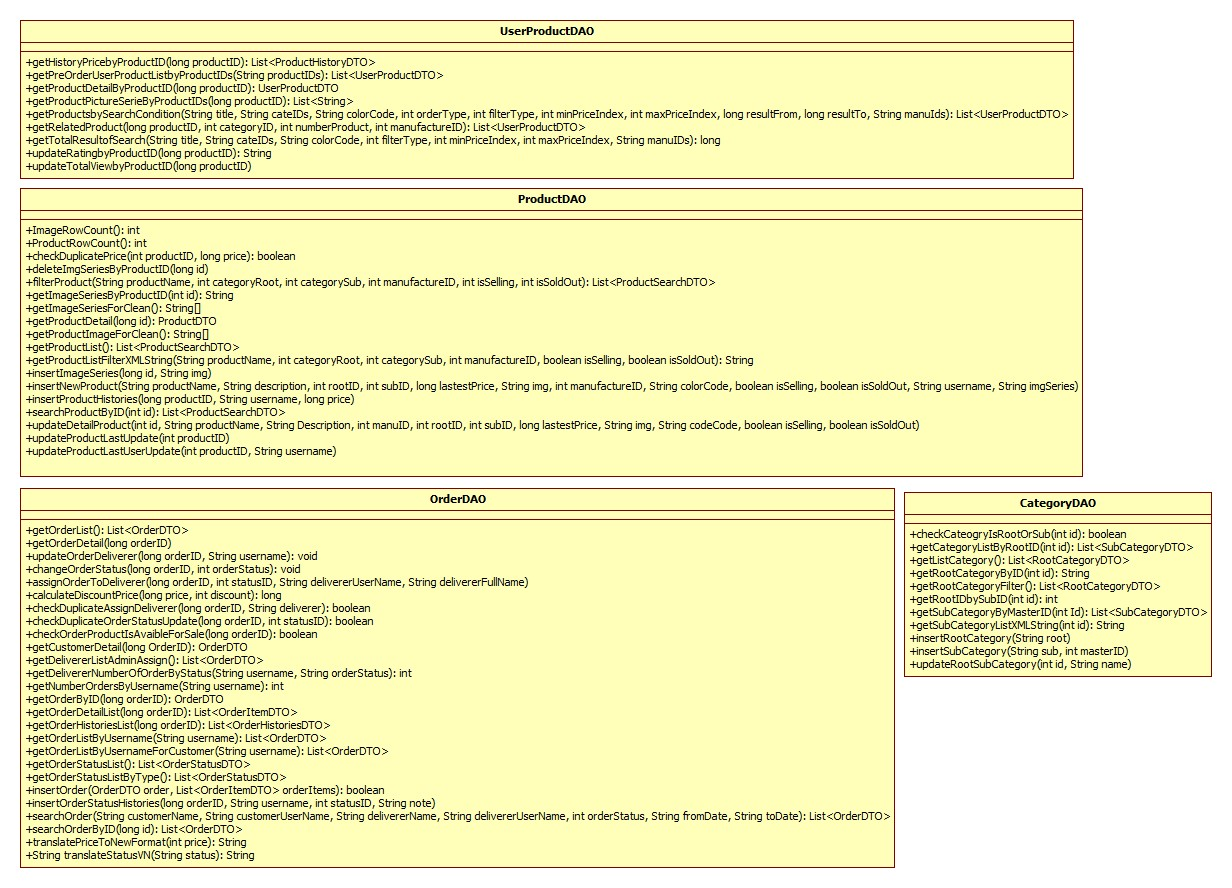 UserProductDAO
+getHistoryPricebyProductID(long productID): List<ProductHistoryDTO>
+getPreOrderUserProductListbyProductIDs(String productIDs): List<UserProductDTO>
+getProductDetailByProductID(long productID): UserProductDTO
+getProductPictureSerieByProductIDs(long productID): List<String>
+getProductsbySearchCondition(String title, String cateIDs, String colorCode, int orderType, int filterType, int minPriceIndex, int maxPriceIndex, long resultFrom, long resultTo, String manuIds): List<UserProductDTO>
+getRelatedProduct(long productID, int categoryID, int numberProduct, int manufactureID): List<UserProductDTO>
+getTotalResultofSearch(String title, String cateIDs, String colorCode, int filterType, int minPriceIndex, int maxPriceIndex, String manuIDs): long
+updateRatingbyProductID(long productID): String
+updateTotalViewbyProductID(long productID)
ProductDAO
+ImageRowCount(): int
+ProductRowCount(): int
+checkDuplicatePrice(int productID, long price): boolean
+deleteImgSeriesByProductID(long id)
+filterProduct(String productName, int categoryRoot, int categorySub, int manufactureID, int isSelling, int isSoldOut): List<ProductSearchDTO>
+getImageSeriesByProductID(int id): String
+getImageSeriesForClean(): String[]
+getProductDetail(long id): ProductDTO
+getProductImageForClean(): String[]
+getProductList(): List<ProductSearchDTO>
+getProductListFilterXMLString(String productName, int categoryRoot, int categorySub, int manufactureID, boolean isSelling, boolean isSoldOut): String
+insertImageSeries(long id, String img)
+insertNewProduct(String productName, String description, int rootID, int subID, long lastestPrice, String img, int manufactureID, String colorCode, boolean isSelling, boolean isSoldOut, String username, String imgSeries)
+insertProductHistories(long productID, String username, long price)
+searchProductByID(int id): List<ProductSearchDTO>
+updateDetailProduct(int id, String productName, String Description, int manuID, int rootID, int subID, long lastestPrice, String img, String codeCode, boolean isSelling, boolean isSoldOut)
+updateProductLastUpdate(int productID)
+updateProductLastUserUpdate(int productID, String username)
OrderDAO
+getOrderList(): List<OrderDTO>
+getOrderDetail(long orderID)
+updateOrderDeliverer(long orderID, String username): void
+changeOrderStatus(long orderID, int orderStatus): void
+assignOrderToDeliverer(long orderID, int statusID, String delivererUserName, String delivererFullName)
+calculateDiscountPrice(long price, int discount): long
+checkDuplicateAssignDeliverer(long orderID, String deliverer): boolean
+checkDuplicateOrderStatusUpdate(long orderID, int statusID): boolean
+checkOrderProductIsAvaibleForSale(long orderID): boolean
+getCustomerDetail(long OrderID): OrderDTO
+getDelivererListAdminAssign(): List<OrderDTO>
+getDelivererNumberOfOrderByStatus(String username, String orderStatus): int
+getNumberOrdersByUsername(String username): int
+getOrderByID(long orderID): OrderDTO
+getOrderDetailList(long orderID): List<OrderItemDTO>
+getOrderHistoriesList(long orderID): List<OrderHistoriesDTO>
+getOrderListByUsername(String username): List<OrderDTO>
+getOrderListByUsernameForCustomer(String username): List<OrderDTO>
+getOrderStatusList(): List<OrderStatusDTO>
+getOrderStatusListByType(): List<OrderStatusDTO>
+insertOrder(OrderDTO order, List<OrderItemDTO> orderItems): boolean
+insertOrderStatusHistories(long orderID, String username, int statusID, String note)
+searchOrder(String customerName, String customerUserName, String delivererName, String delivererUserName, int orderStatus, String fromDate, String toDate): List<OrderDTO>
+searchOrderByID(long id): List<OrderDTO>
+translatePriceToNewFormat(int price): String
+String translateStatusVN(String status): String
CategoryDAO
+checkCateogryIsRootOrSub(int id): boolean
+getCategoryListByRootID(int id): List<SubCategoryDTO>
+getListCategory(): List<RootCategoryDTO>
+getRootCategoryByID(int id): String
+getRootCategoryFilter(): List<RootCategoryDTO>
+getRootIDbySubID(int id): int
+getSubCategoryByMasterID(int Id): List<SubCategoryDTO>
+getSubCategoryListXMLString(int id): String
+insertRootCategory(String root)
+insertSubCategory(String sub, int masterID)
+updateRootSubCategory(int id, String name)